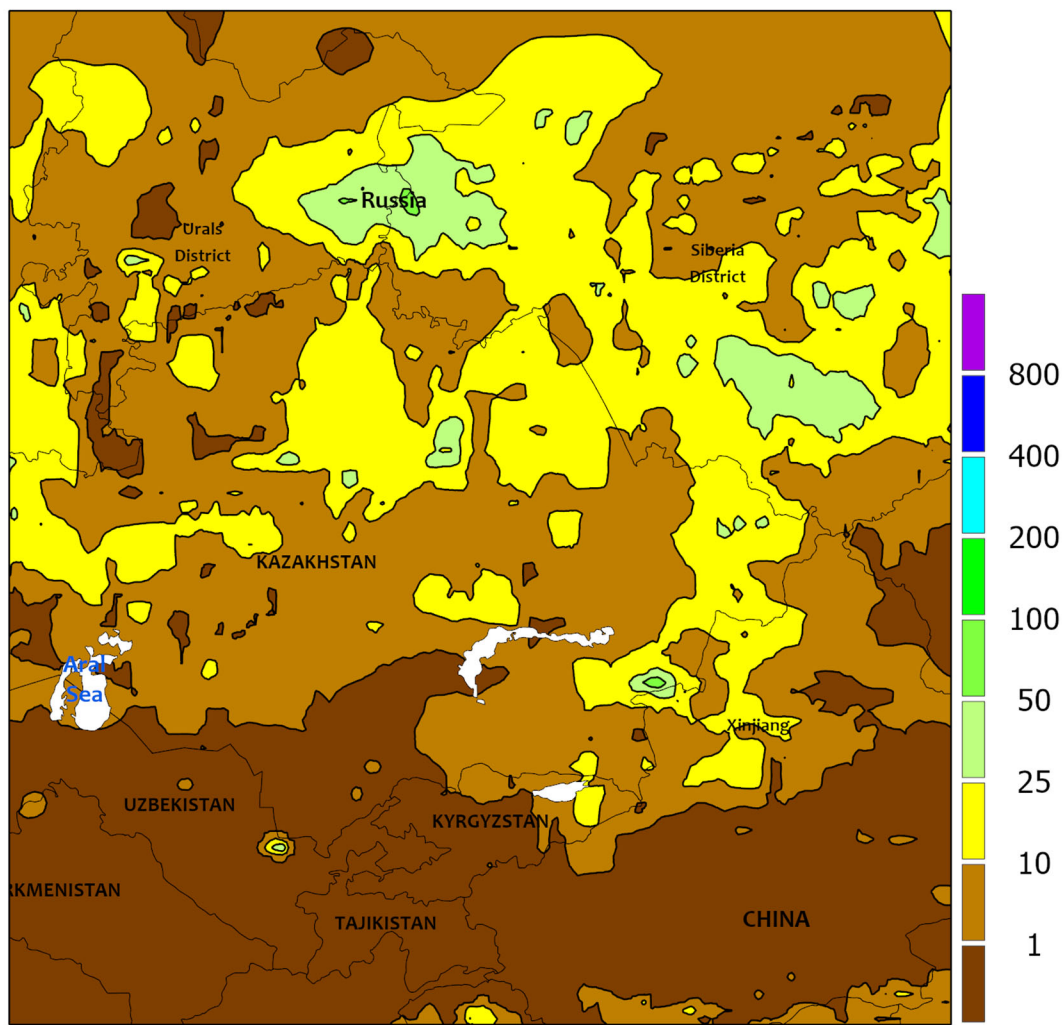 Russia
Urals
District
Siberia
District
KAZAKHSTAN
Aral
Sea
Xinjiang
UZBEKISTAN
KYRGYZSTAN
RKMENISTAN
TAJIKISTAN
CHINA
800
400
200
100
50
25
10
1